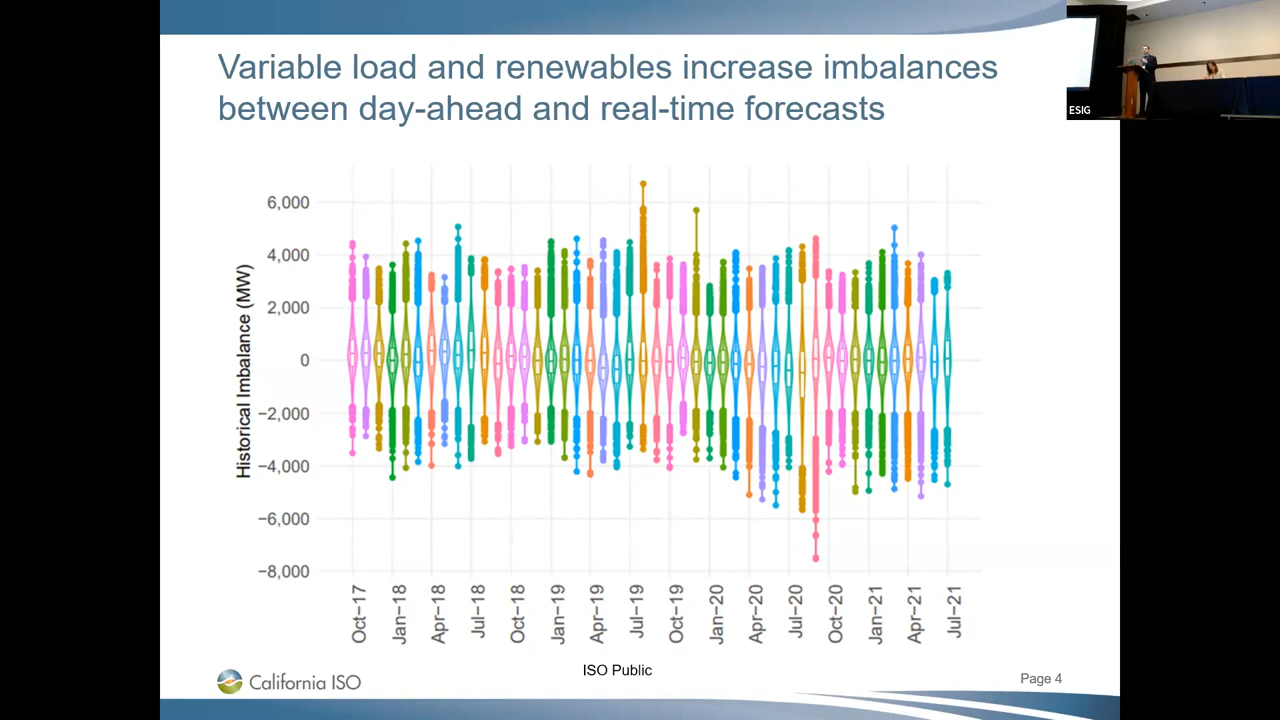 Variable load and renewables increase imbalances
between day-ahead and real-time forecasts
ESIG
Historical Imbalance (MW)
6,000
4,000
2,000
0
−2,000
−4,000
−6,000
−8,000
Oct−17
Jan−18
Apr−18
Jul−18
Oct−18
Jan−19
Apr−19
Jul−19
Oct−19
Jan−20
Apr−20
Jul−20
Oct−20
Jan−21
Apr−21
Jul−21
California ISO
ISO Public
Page 4